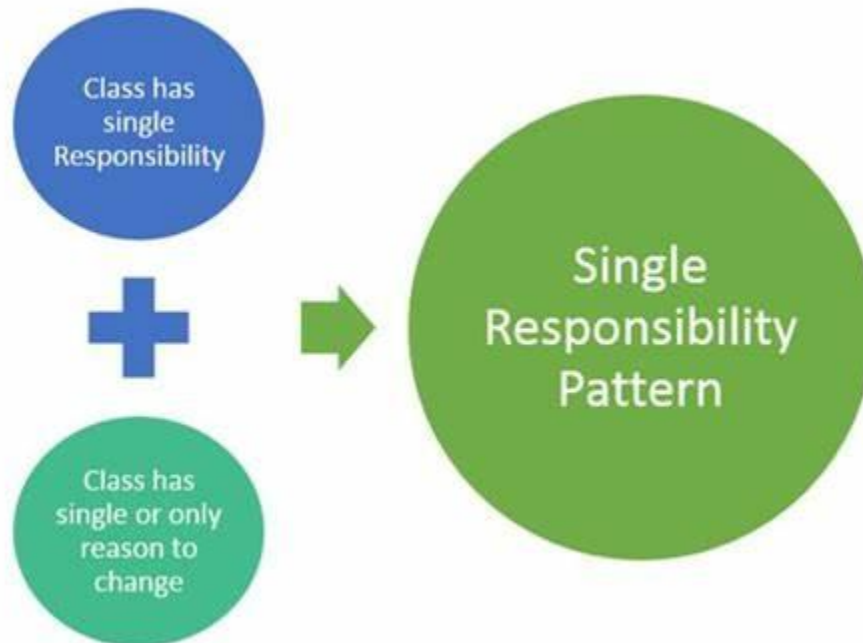 Class has
single
Responsibility
Single
Responsibility
Pattern
Class has
single or only
reason to
change